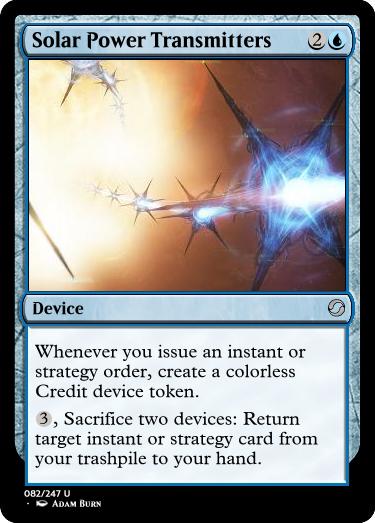 Solar Power Transmitters 2
Device
Whenever you issue an instant or
strategy order, create a colorless
Credit device token.
3, Sacrifice two devices: Return
target instant or strategy card from
your trashpile to your hand.
082/247 U
· Adam Burn